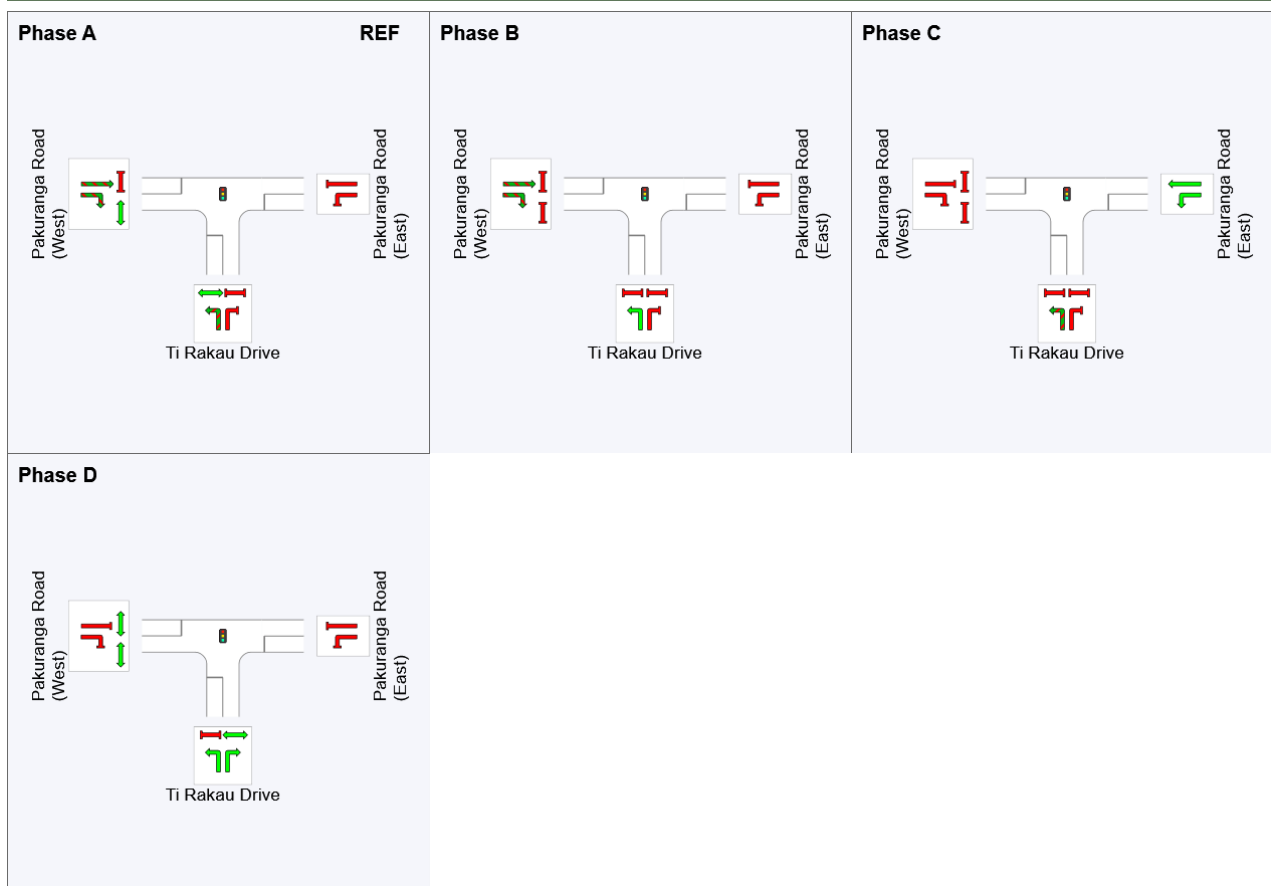 Phase A
REF
Pakuranga Road
(West)
Pakuranga Road
(East)
Ti Rakau Drive
Phase B
Pakuranga Road
(West)
Pakuranga Road
(East)
Ti Rakau Drive
Phase C
Pakuranga Road
(West)
Pakuranga Road
(East)
Ti Rakau Drive
Phase D
Pakuranga Road
(West)
Pakuranga Road
(East)
Ti Rakau Drive